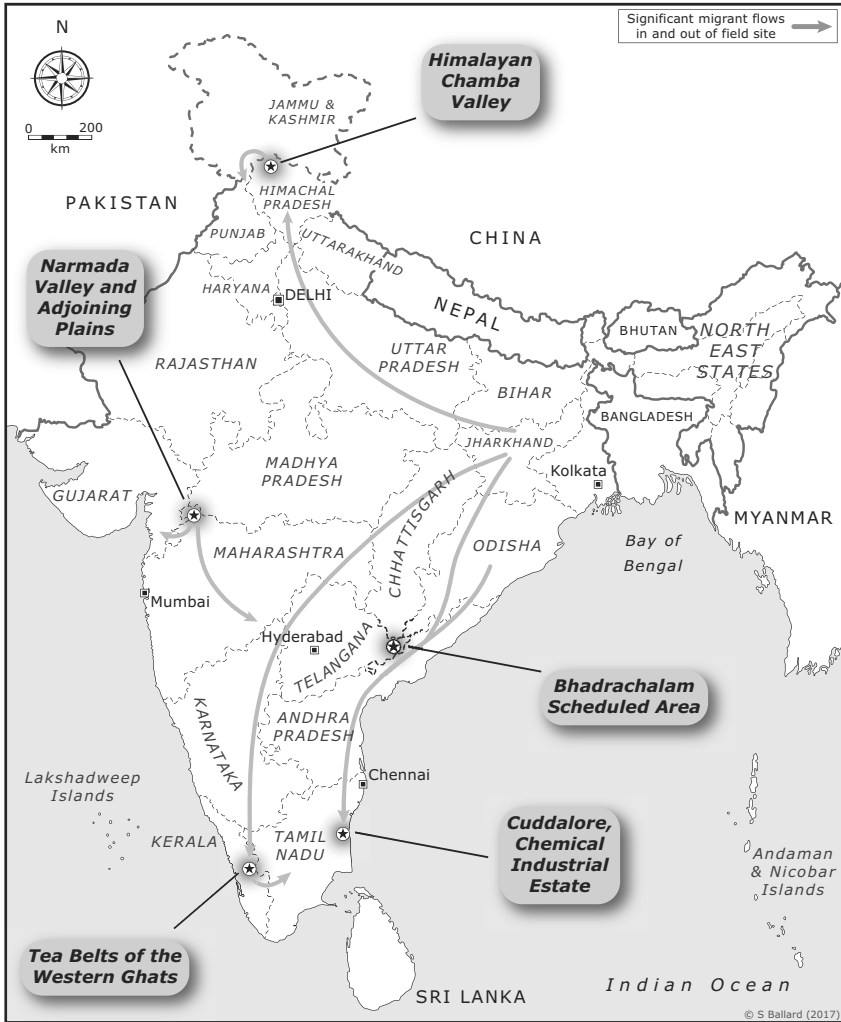 Significant migrant flows
in and out of field site
N
0 200
km
Himalayan
Chamba
Valley
JAMMU &
KASHMIR
HIMACHAL
PRADESH
PAKISTAN
PUNJAB
UTTARAKHAND
CHINA
Narmada
Valley and
Adjoining
Plains
HARYANA
DELHI
NEPAL
BHUTAN
NORTH
EAST
STATES
RAJASTHAN
UTTAR
PRADESH
BIHAR
BANGLADESH
JHARKHAND
MADHYA
PRADESH
Kolkata
GUJARAT
CHHATTISGARH
MYANMAR
MAHARASHTRA
ODISHA
Bay of
Bengal
Mumbai
Hyderabad
TELANGANA
Bhadrachalam
Scheduled Area
KARNATAKA
ANDHRA
PRADESH
Lakshadweep
Islands
Chennai
KERALA
TAMIL
NADU
Cuddalore,
Chemical
Industrial
Estate
Andaman
& Nicobar
Islands
Tea Belts of the
Western Ghats
SRI LANKA
Indian Ocean
© S Ballard (2017)